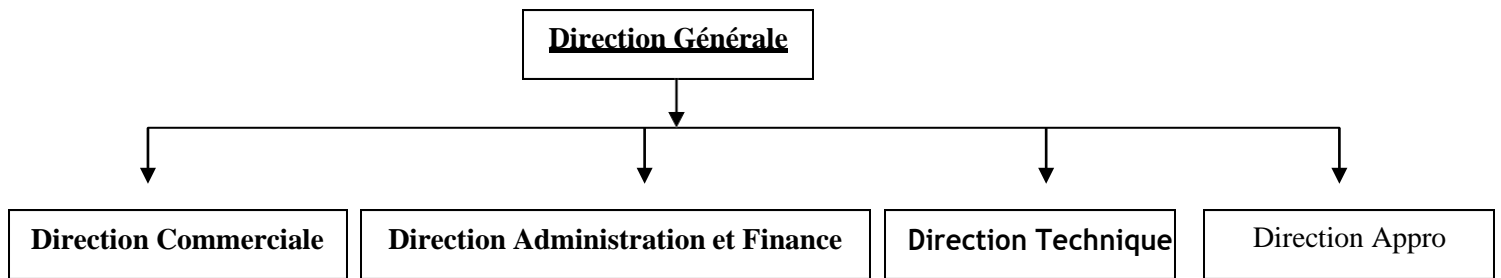 Direction Générale
Direction Commerciale
Direction Administration et Finance
Direction Technique
Direction Appro